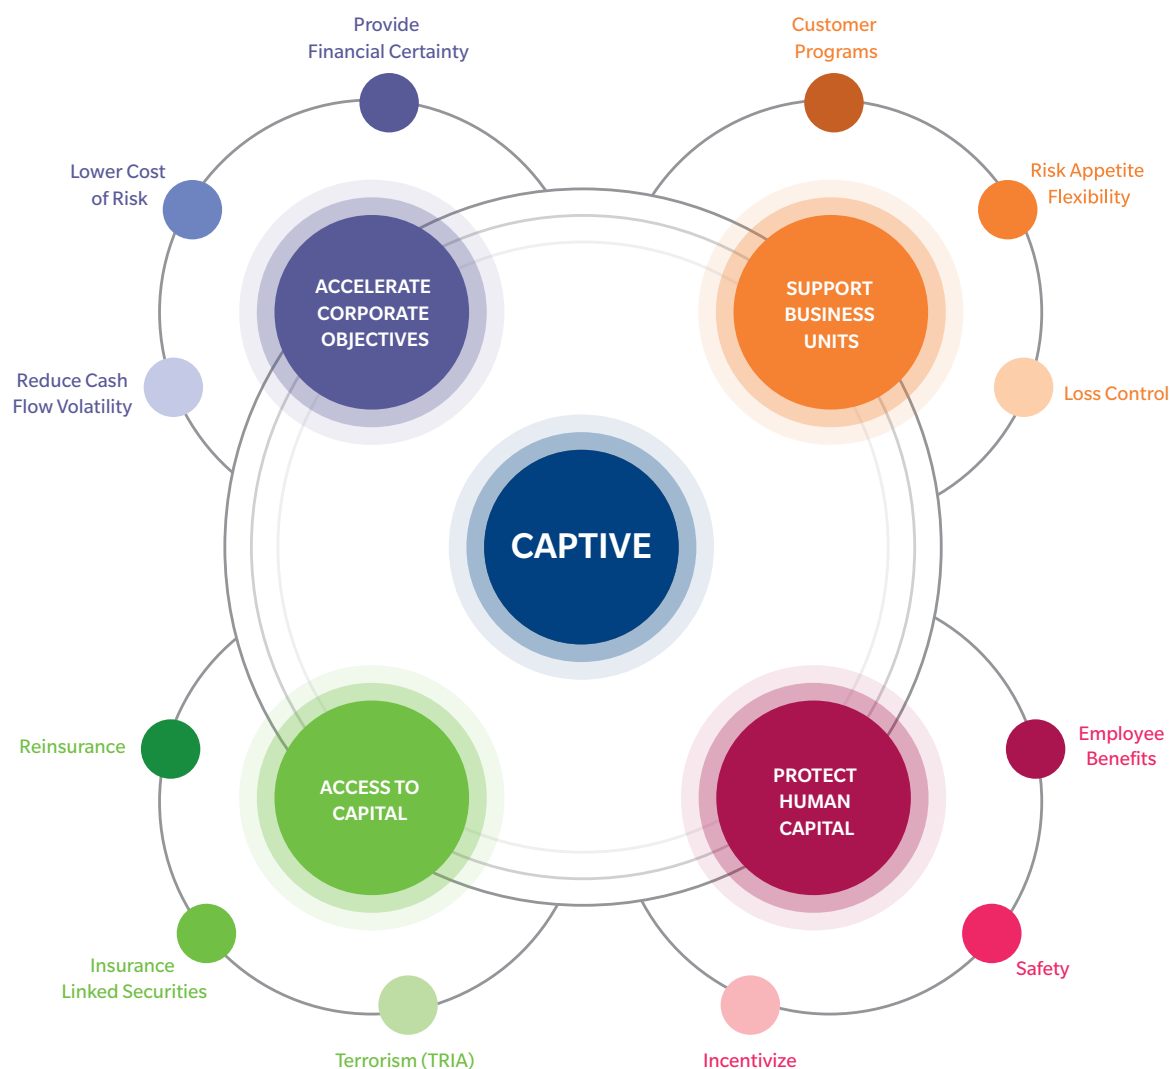 Provide
Financial Certainty
Customer
Programs
Lower Cost
of Risk
Risk Appetite
Flexibility
ACCELERATE
CORPORATE
OBJECTIVES
SUPPORT
BUSINESS
UNITS
Reduce Cash
Flow Volatility
Loss Control
CAPTIVE
Reinsurance
Employee
Benefits
ACCESS TO
CAPITAL
PROTECT
HUMAN
CAPITAL
Insurance
Linked Securities
Safety
Terrorism (TRIA)
Incentivize